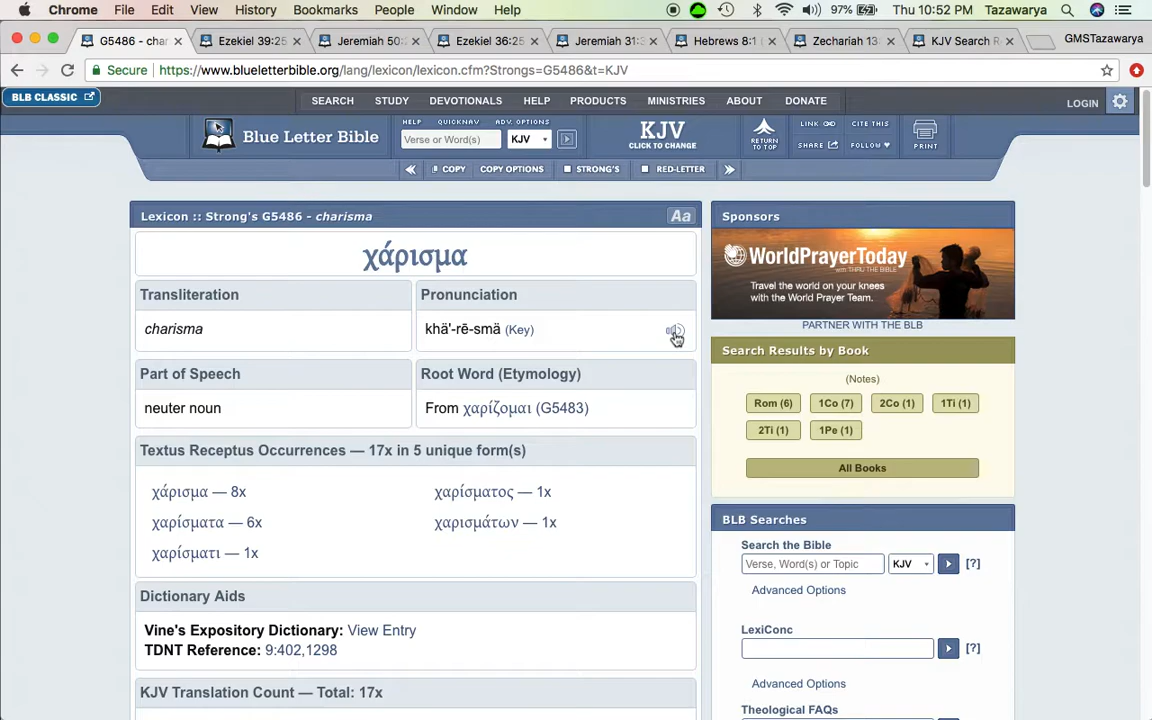 Chrome File Edit View History Bookmarks People Window Help 97% Thu 10:52 PM Tazawarya
G5486 - char Ezekiel 39:25 Jeremiah 50: Ezekiel 36:25 Jeremiah 31:3 Hebrews 8:1 ( Zechariah 13: KJV Search R GMSTazawarya
Secure https://www.blueletterbible.org/lang/lexicon/lexicon.cfm?Strongs=G5486&t=KJV
BLB CLASSIC SEARCH STUDY DEVOTIONALS HELP PRODUCTS MINISTRIES ABOUT DONATE LOGIN
HELP QUICKNAV ADV. OPTIONS
Blue Letter Bible Verse or Word(s) KJV
KJV
CLICK TO CHANGE
RETURN
TO TOP
LINK CITE THIS
SHARE FOLLOW
PRINT
COPY COPY OPTIONS STRONG'S RED-LETTER
Lexicon :: Strong's G5486 - charisma Aa
χάρισμα
Transliteration
charisma
Pronunciation
khä'-rē-smä (Key)
Part of Speech
neuter noun
Root Word (Etymology)
From χαρίζομαι (G5483)
Textus Receptus Occurrences — 17x in 5 unique form(s)
χάρισμα — 8x
χαρίσματα — 6x
χαρίσματι — 1x
χαρίσματος — 1x
χαρισμάτων — 1x
Dictionary Aids
Vine's Expository Dictionary: View Entry
TDNT Reference: 9:402,1298
KJV Translation Count — Total: 17x
Sponsors
WorldPrayerToday
with THRU THE BIBLE
Travel the world on your knees
with the World Prayer Team.
PARTNER WITH THE BLB
Search Results by Book
(Notes)
Rom (6) 1Co (7) 2Co (1) 1Ti (1)
2Ti (1) 1Pe (1)
All Books
BLB Searches
Search the Bible
Verse, Word(s) or Topic KJV [?]
Advanced Options
LexiConc
[?]
Advanced Options
Theological FAQs